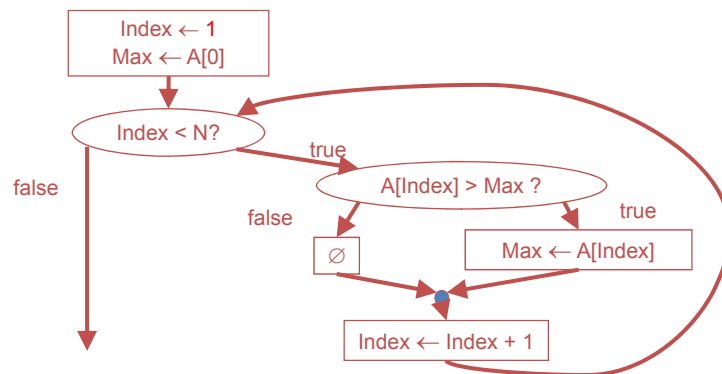 Index ← 1
Max ← A[0]
Index < N?
true
false
A[Index] > Max ?
false
true
∅
Max ← A[Index]
Index ← Index + 1